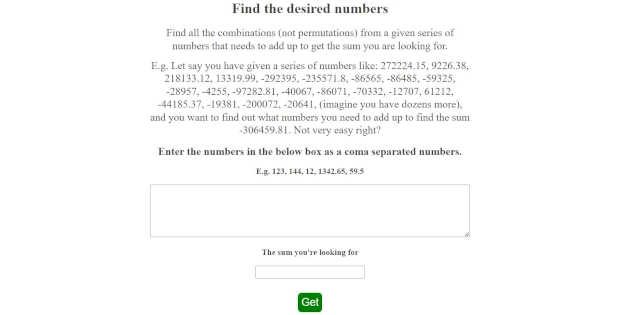 Find the desired numbers
Find all the combinations (not permutations) from a given series of
numbers that needs to add up to get the sum you are looking for.
E.g. Let say you have given a series of numbers like: 272224.15, 9226.38,
218133.12, 13319.99, -292395, -235571.8, -86565, -86485, -59325,
-28957, -4255, -97282.81, -40067, -86071, -70332, -12707, 61212,
-44185.37, -19381, -200072, -20641, (imagine you have dozens more),
and you want to find out what numbers you need to add up to find the sum
-306459.81. Not very easy right?
Enter the numbers in the below box as a coma separated numbers.
E.g. 123, 144, 12, 1342.65, 59.5
The sum you're looking for
Get